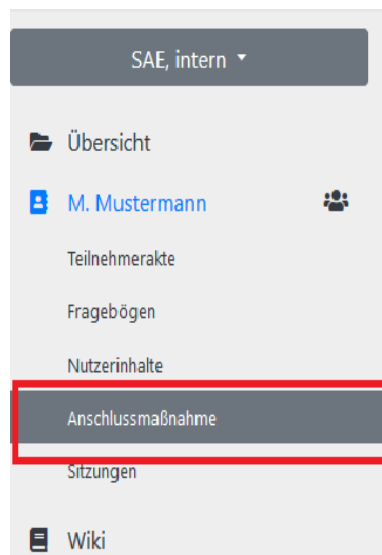 SAE, intern
Übersicht
M. Mustermann
Teilnehmerakte
Fragebögen
Nutzerinhalte
Anschlussmaßnahme
Sitzungen
Wiki